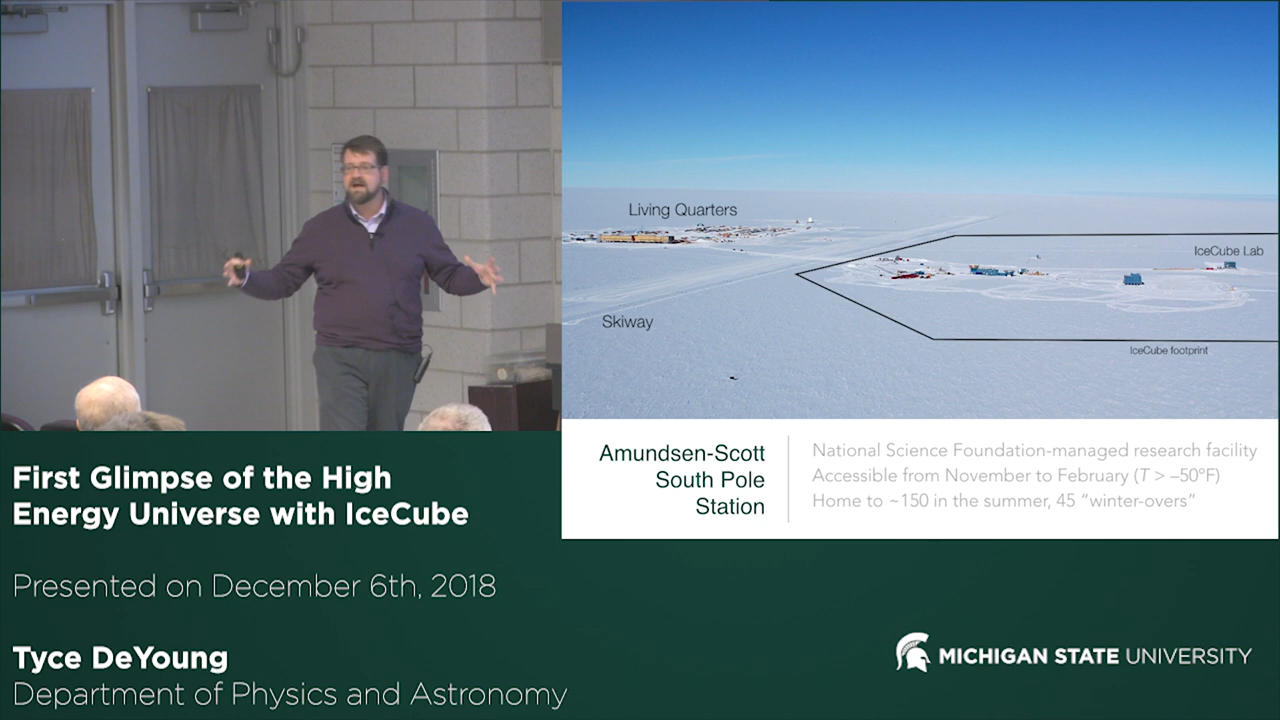 Living Quarters
IceCube Lab
Skiway
IceCube footprint
Amundsen-Scott
South Pole
Station
National Science Foundation-managed research facility
Accessible from November to February (T > –50°F)
Home to ~150 in the summer, 45 “winter-overs”
First Glimpse of the High
Energy Universe with IceCube
Presented on December 6th, 2018
Tyce DeYoung
Department of Physics and Astronomy
MICHIGAN STATE UNIVERSITY